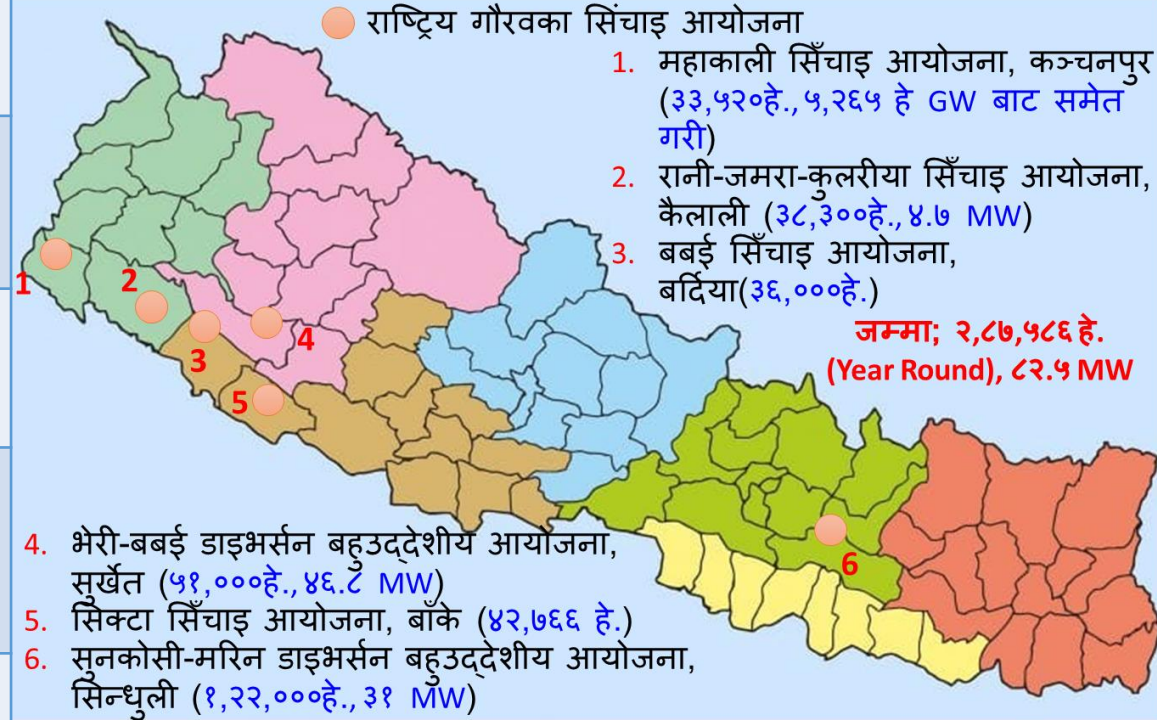 राष्ट्रिय गौरवका सिंचाइ आयोजना
1. महाकाली सिँचाइ आयोजना, कञ्चनपुर
(३३,५२०हे., ५,२६५ हे GW बाट समेत
गरी)
2. रानी-जमरा-कुलरीया सिँचाइ आयोजना,
कैलाली (३८,३००हे., ४.७ MW)
3. बबई सिँचाइ आयोजना,
बर्दिया(३६,०००हे.)
जम्मा; २,८७,५८६ हे.
(Year Round), ८२.५ MW
1
2
3
4
5
6
4. भेरी-बबई डाइभर्सन बहुउद्देशीय आयोजना,
सुर्खेत (५१,०००हे., ४६.८ MW)
5. सिक्टा सिँचाइ आयोजना, बाँके (४२,७६६ हे.)
6. सुनकोसी-मरिन डाइभर्सन बहुउद्देशीय आयोजना,
सिन्धुली (१,२२,०००हे., ३१ MW)